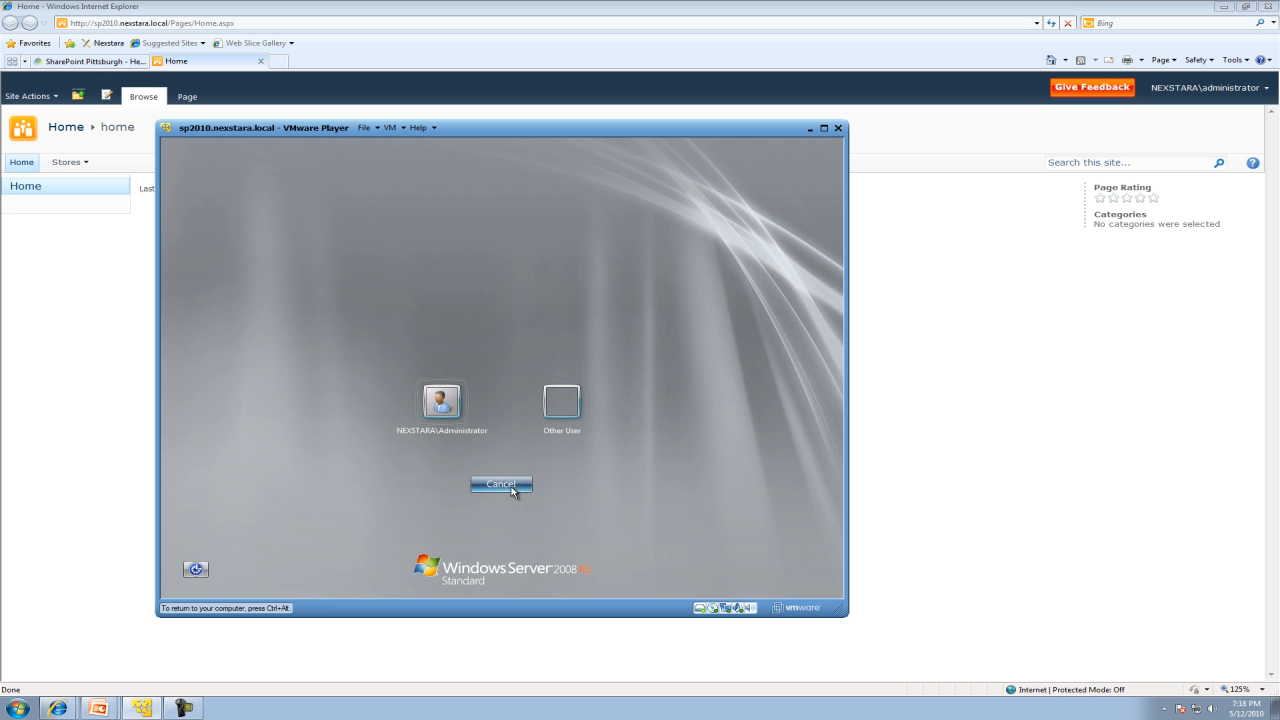 Home - Windows Internet Explorer
http://sp2010.nexstara.local/Pages/Home.aspx
Bing
Favorites Nexstara Suggested Sites Web Slice Gallery
SharePoint Pittsburgh - He... Home Page Safety Tools
Site Actions Browse Page Give Feedback NEXSTARA\administrator
Home home
sp2010.nexstara.local - VMware Player File VM Help
Home Stores Search this site...
Home
Last
Page Rating
Categories
No categories were selected
NEXSTARA\Administrator Other User
Cancel
Windows Server 2008 R2
Standard
To return to your computer, press Ctrl+Alt. vmware
Done Internet | Protected Mode: Off 125%
7:18 PM
5/12/2010